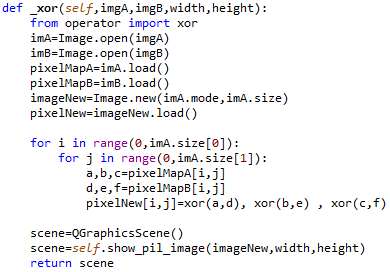 def _xor(self,imgA,imgB,width,height):
    from operator import xor
    imA=Image.open(imgA)
    imB=Image.open(imgB)
    pixelMapA=imA.load()
    pixelMapB=imB.load()
    imageNew=Image.new(imA.mode,imA.size)
    pixelNew=imageNew.load()

    for i in range(0,imA.size[0]):
        for j in range(0,imA.size[1]):
            a,b,c=pixelMapA[i,j]
            d,e,f=pixelMapB[i,j]
            pixelNew[i,j]=xor(a,d), xor(b,e) , xor(c,f)

    scene=QGraphicsScene()
    scene=self.show_pil_image(imageNew,width,height)
    return scene